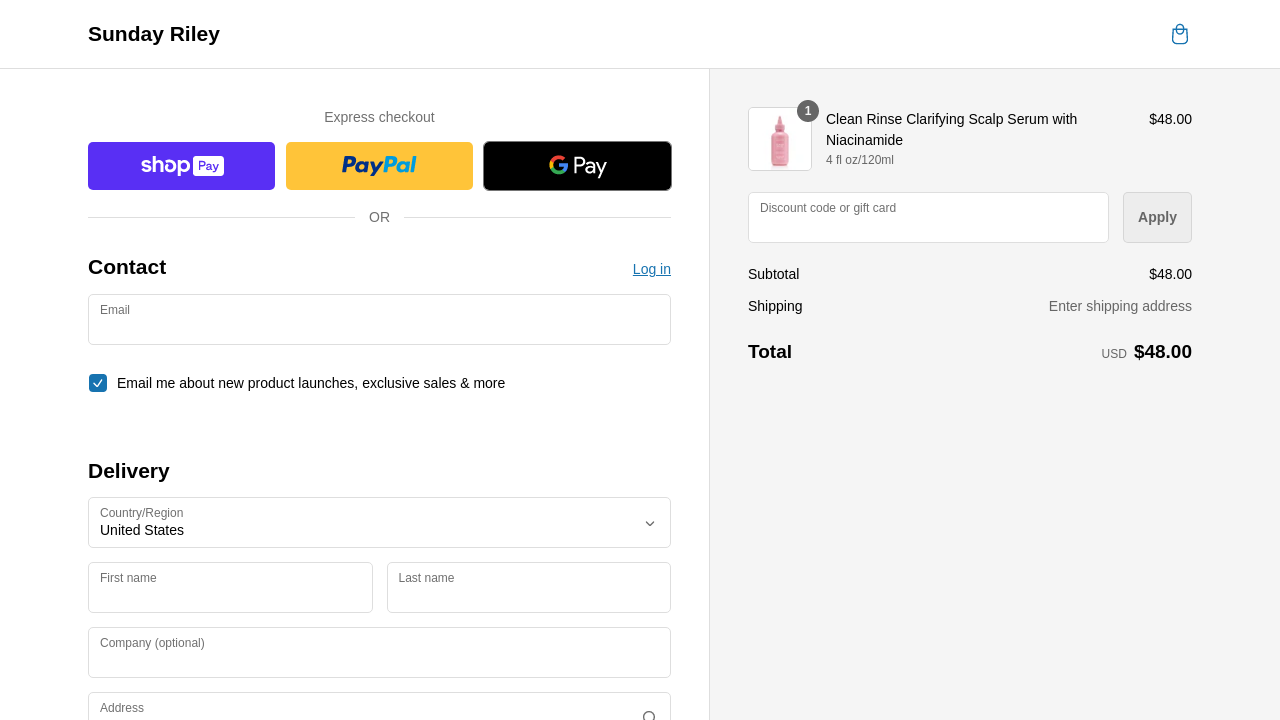 Sunday Riley
Express checkout
shop Pay
PayPal
G Pay
OR
Contact
Log in
Email
Email me about new product launches, exclusive sales & more
Delivery
Country/Region
United States
First name
Last name
Company (optional)
Address
1
Clean Rinse Clarifying Scalp Serum with
Niacinamide
4 fl oz/120ml
$48.00
Discount code or gift card
Apply
Subtotal
$48.00
Shipping
Enter shipping address
Total
USD $48.00